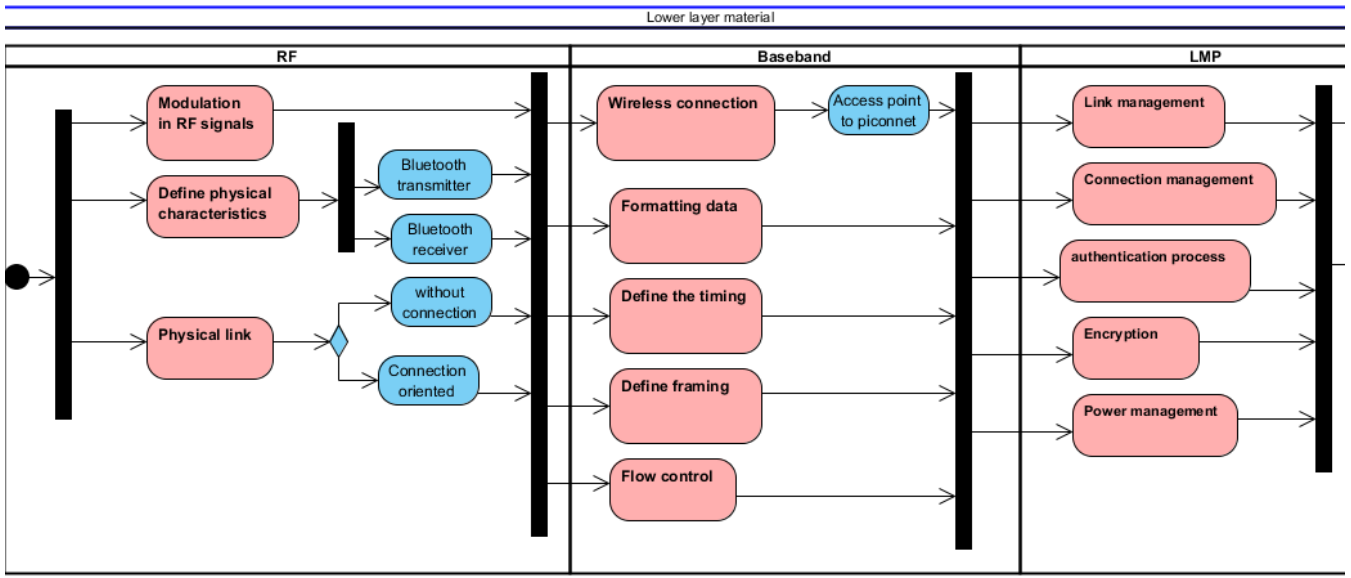 Lower layer material
RF
Baseband
LMP
Modulation
in RF signals
Define physical
characteristics
Bluetooth
transmitter
Bluetooth
receiver
Physical link
without
connection
Connection
oriented
Wireless connection
Access point
to piconnet
Formatting data
Define the timing
Define framing
Flow control
Link management
Connection management
authentication process
Encryption
Power management